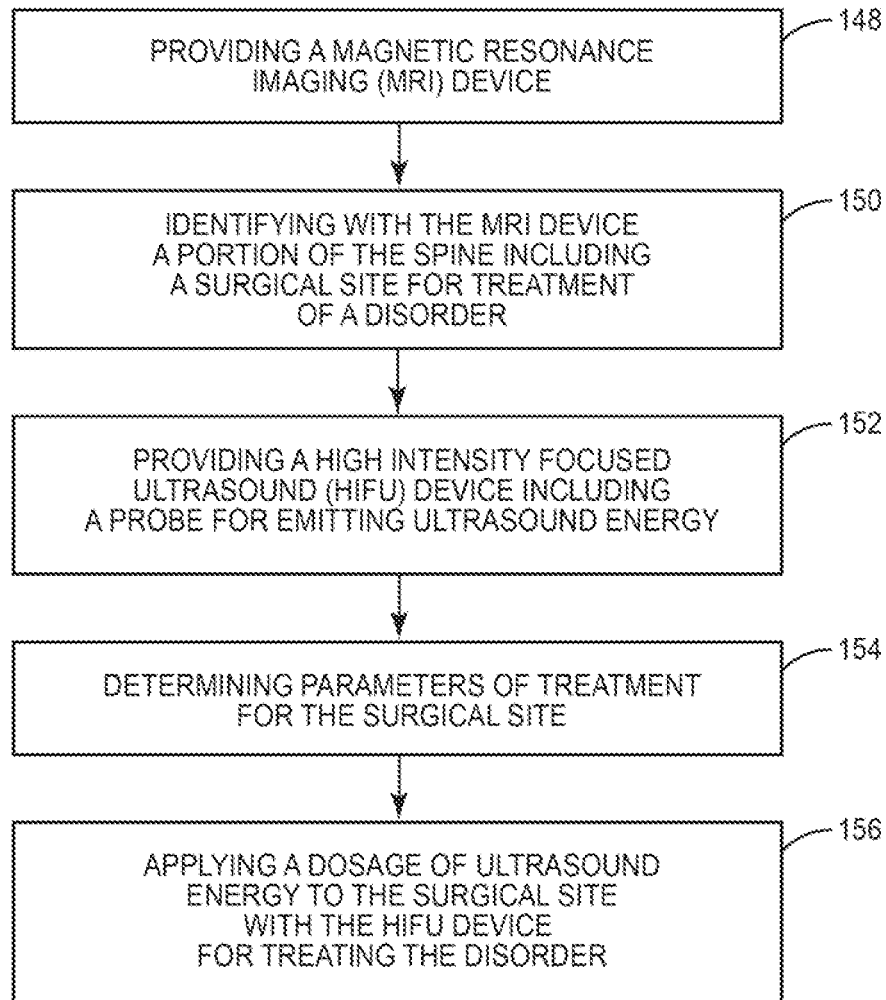 PROVIDING A MAGNETIC RESONANCE
IMAGING (MRI) DEVICE
148
IDENTIFYING WITH THE MRI DEVICE
A PORTION OF THE SPINE INCLUDING
A SURGICAL SITE FOR TREATMENT
OF A DISORDER
150
PROVIDING A HIGH INTENSITY FOCUSED
ULTRASOUND (HIFU) DEVICE INCLUDING
A PROBE FOR EMITTING ULTRASOUND ENERGY
152
DETERMINING PARAMETERS OF TREATMENT
FOR THE SURGICAL SITE
154
APPLYING A DOSAGE OF ULTRASOUND
ENERGY TO THE SURGICAL SITE
WITH THE HIFU DEVICE
FOR TREATING THE DISORDER
156